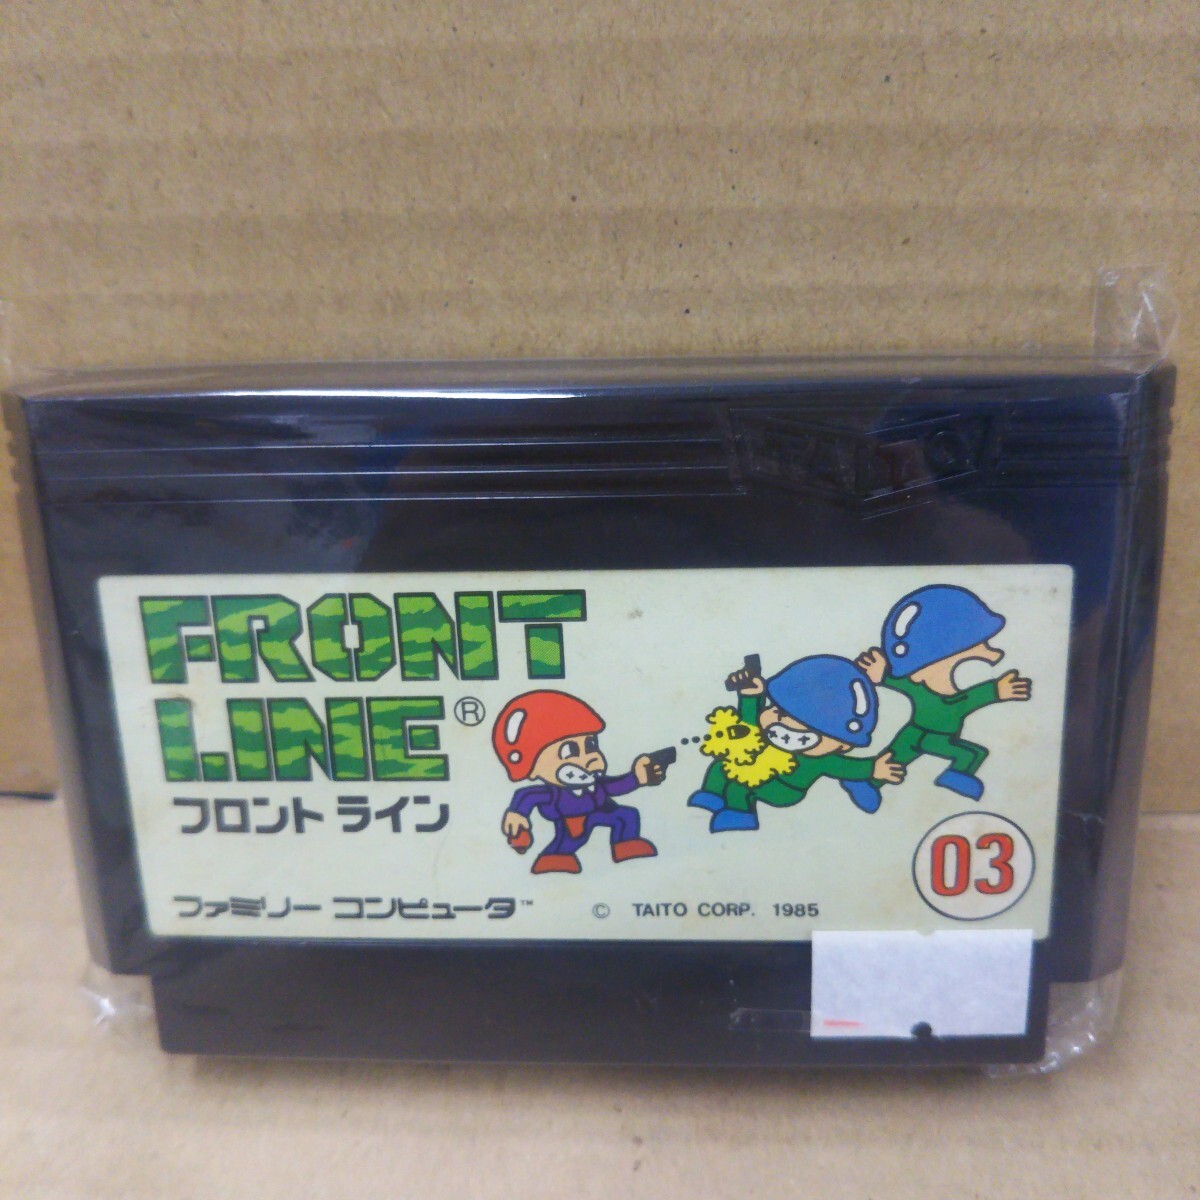 FRONT
LINE®
フロント ライン
ファミリー コンピュータ™
© TAITO CORP. 1985
03